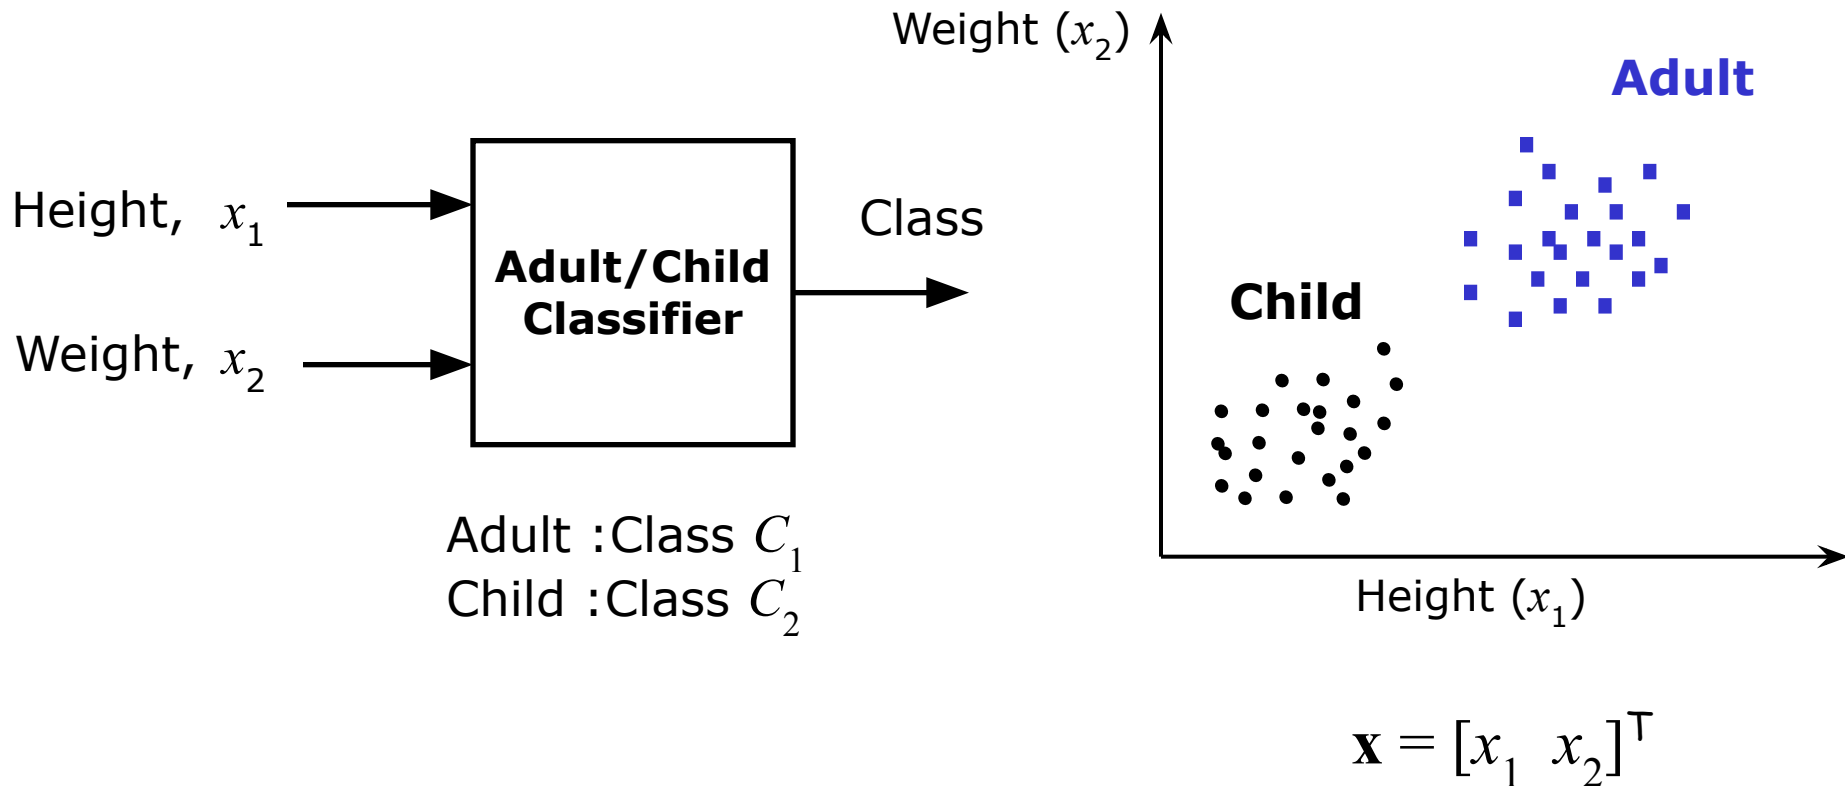 Height, x₁
Weight, x₂
Adult/Child
Classifier
Class
Adult :Class C₁
Child :Class C₂
Weight (x₂)
Adult
Child
Height (x₁)
x = [x₁ x₂]ᵀ